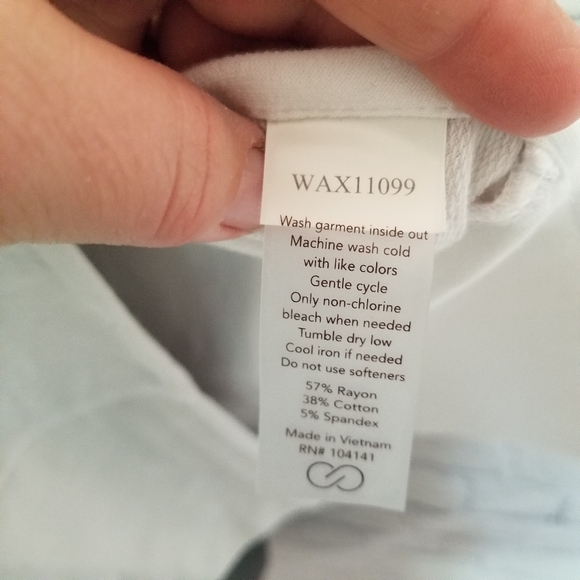 WAX11099
Wash garment inside out
Machine wash cold
with like colors
Gentle cycle
Only non-chlorine
bleach when needed
Tumble dry low
Cool iron if needed
Do not use softeners
57% Rayon
38% Cotton
5% Spandex
Made in Vietnam
RN# 104141